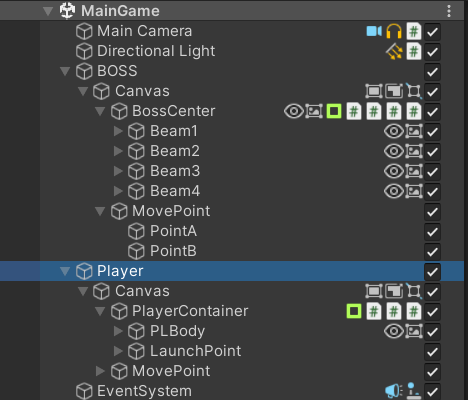 MainGame
Main Camera
Directional Light
BOSS
Canvas
BossCenter
Beam1
Beam2
Beam3
Beam4
MovePoint
PointA
PointB
Player
Canvas
PlayerContainer
PLBody
LaunchPoint
MovePoint
EventSystem